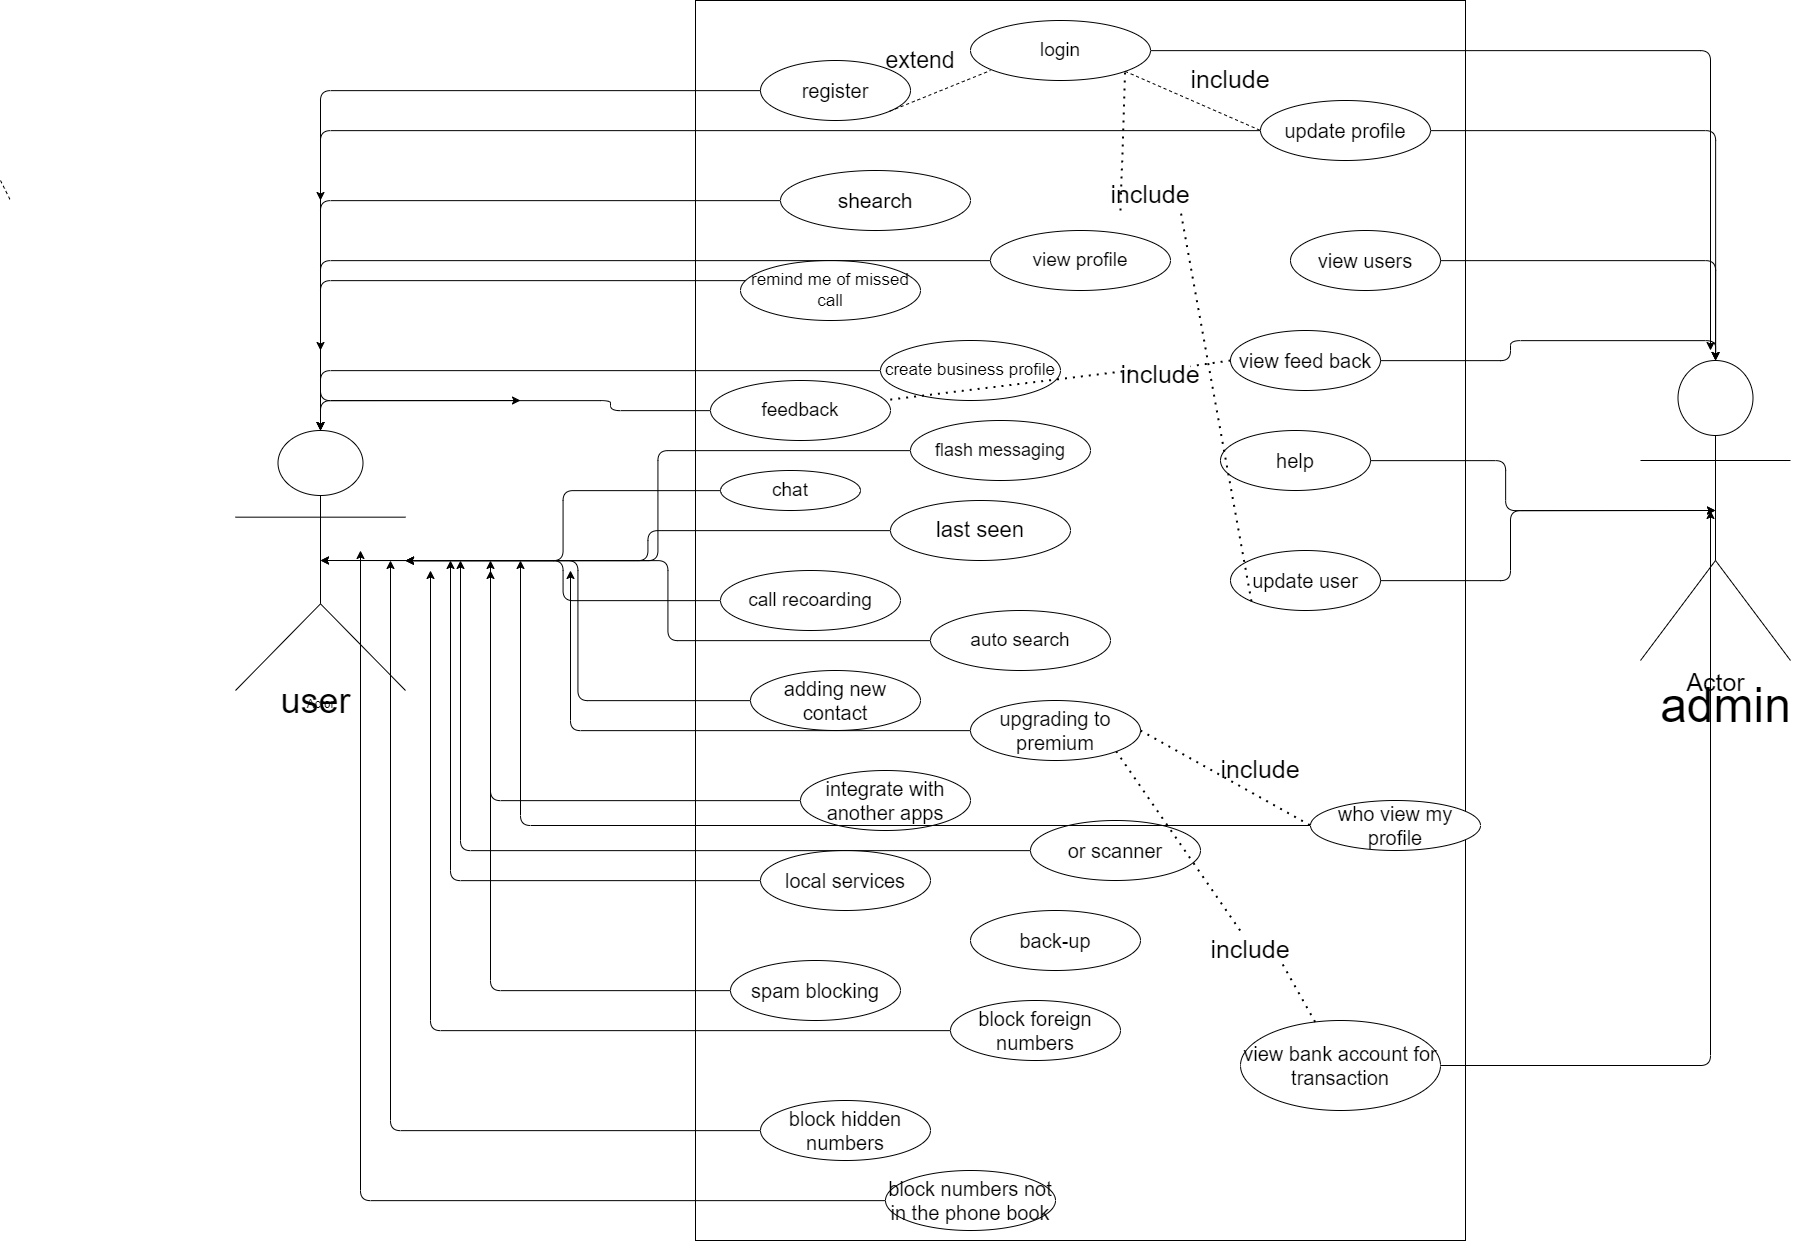 login
extend
register
include
update profile
include
shearch
view profile
view users
remind me of missed
call
create business profile
include
view feed back
feedback
flash messaging
help
chat
last seen
update user
call recoarding
auto search
adding new
contact
user
Actor
Actor
admin
upgrading to
premium
include
integrate with
another apps
who view my
profile
or scanner
local services
back-up
include
spam blocking
block foreign
numbers
view bank account for
transaction
block hidden
numbers
block numbers not
in the phone book